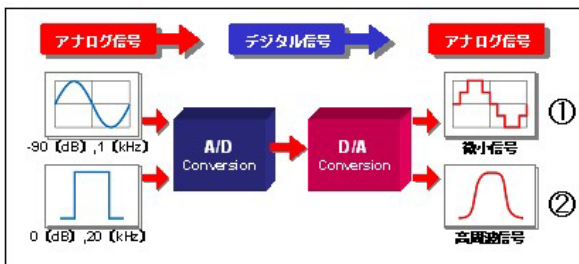 アナログ信号 デジタル信号 アナログ信号
-90 (dB) ,1 (kHz)
A/D
Conversion
D/A
Conversion
微小信号
①
0 (dB) ,20 (kHz)
高周波信号
②